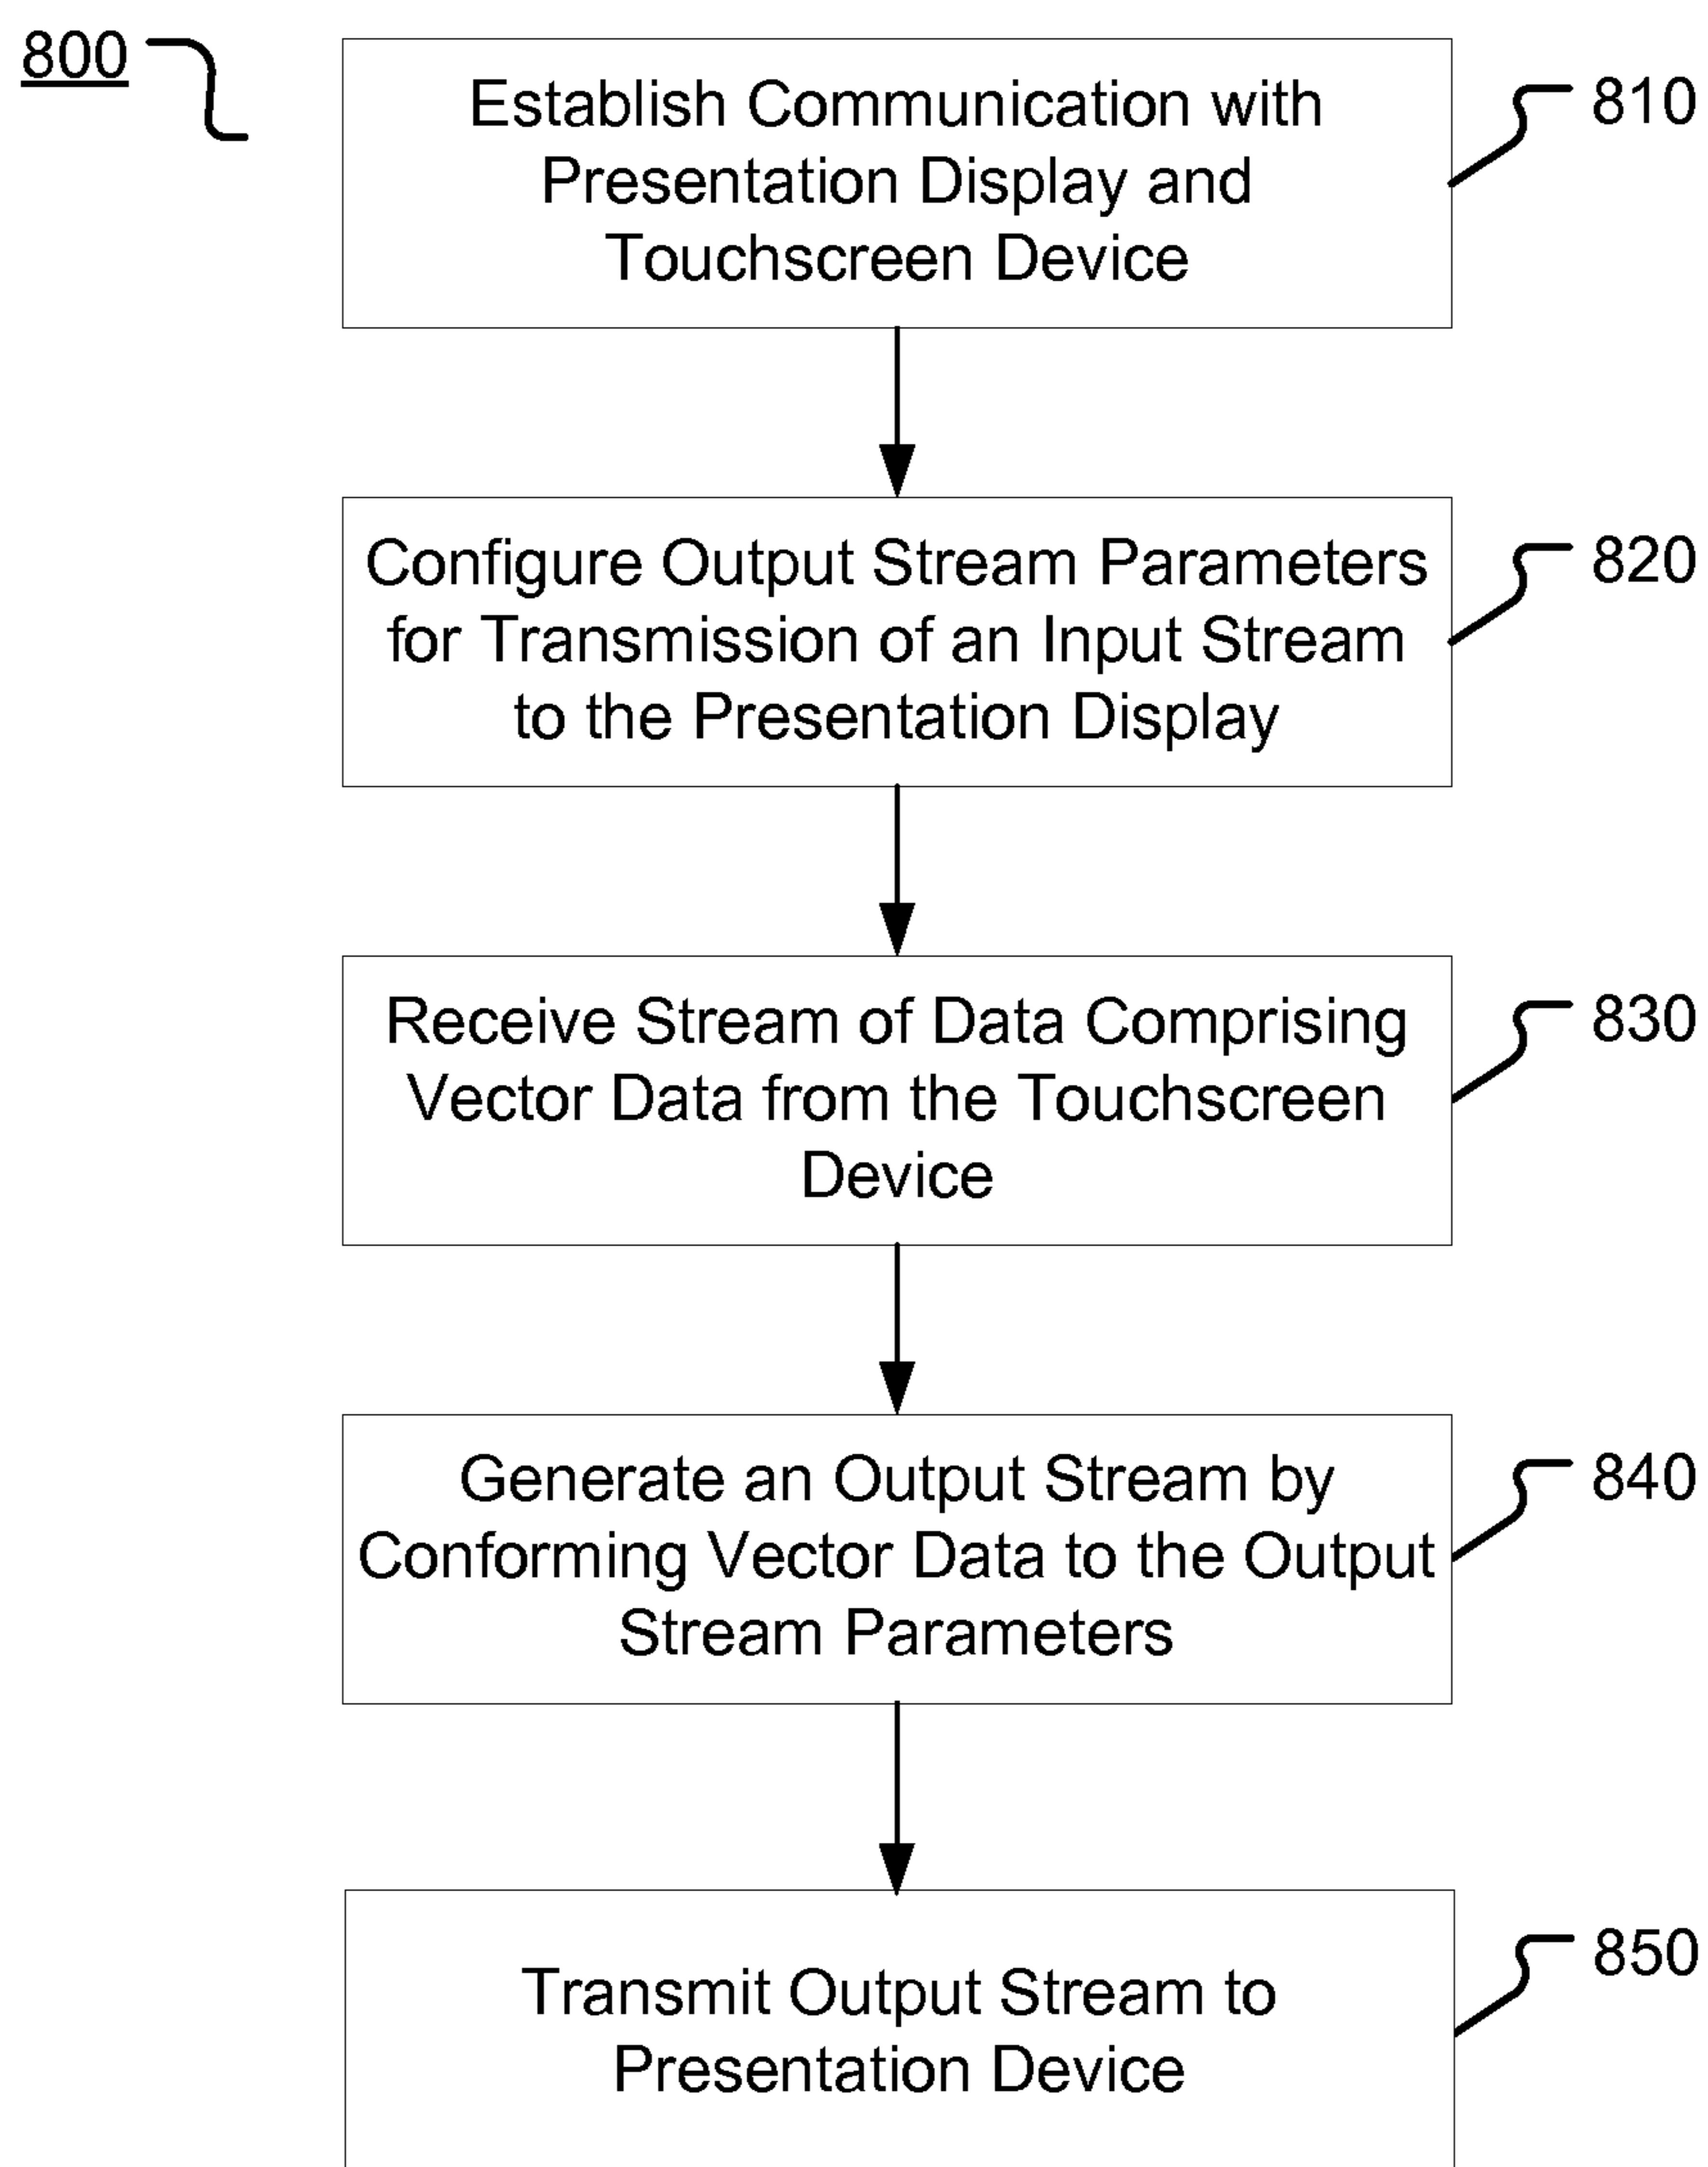 800
Establish Communication with
Presentation Display and
Touchscreen Device
810
Configure Output Stream Parameters
for Transmission of an Input Stream
to the Presentation Display
820
Receive Stream of Data Comprising
Vector Data from the Touchscreen
Device
830
Generate an Output Stream by
Conforming Vector Data to the Output
Stream Parameters
840
Transmit Output Stream to
Presentation Device
850